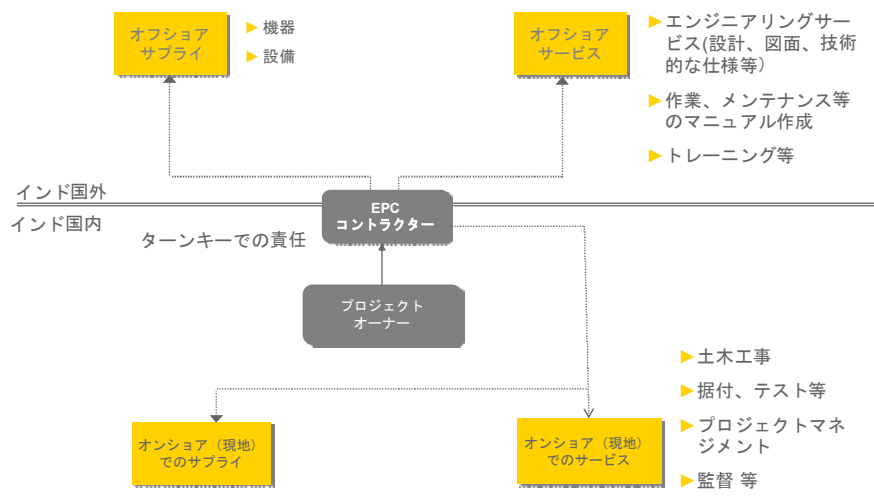 オフショア
サプライ
▶機器
▶設備
オフショア
サービス
▶エンジニアリングサー
ビス(設計、図面、技術
的な仕様等）
▶作業、メンテナンス等
のマニュアル作成
▶トレーニング等
インド国外
インド国内
EPC
コントラクター
ターンキーでの責任
プロジェクト
オーナー
オンショア（現地）
でのサプライ
オンショア（現地）
でのサービス
▶土木工事
▶据付、テスト等
▶プロジェクトマネ
ジメント
▶監督 等